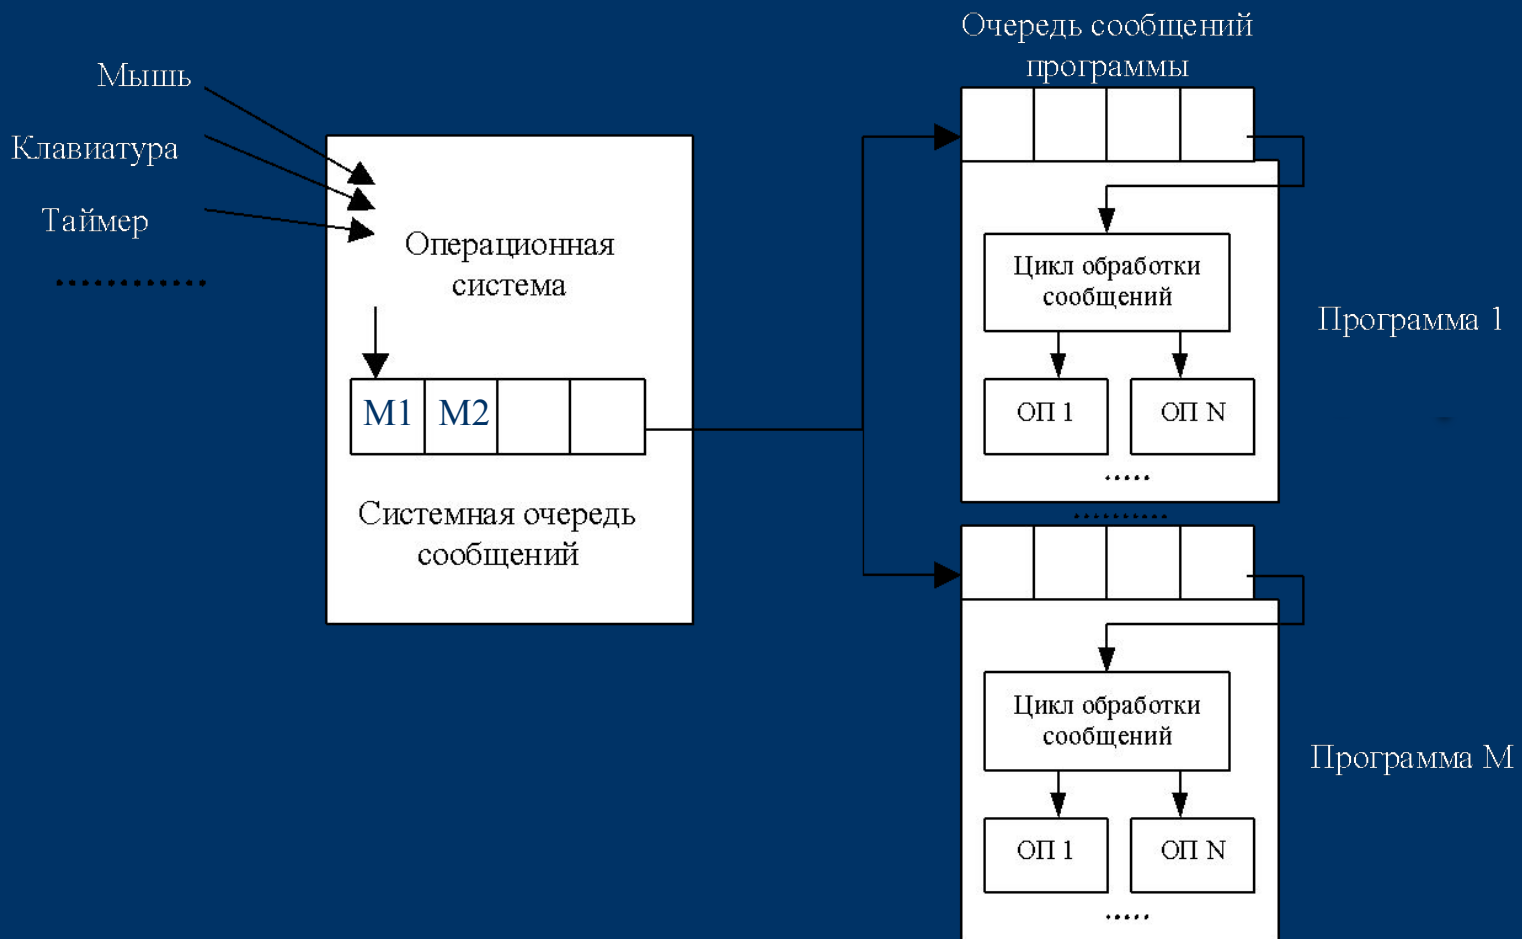 Мышь
Клавиатура
Таймер
............
Операционная
система
M1 M2
Системная очередь
сообщений
Очередь сообщений
программы
Цикл обработки
сообщений
ОП 1 ОП N
.....
Программа 1
..........
Цикл обработки
сообщений
ОП 1 ОП N
.....
Программа М